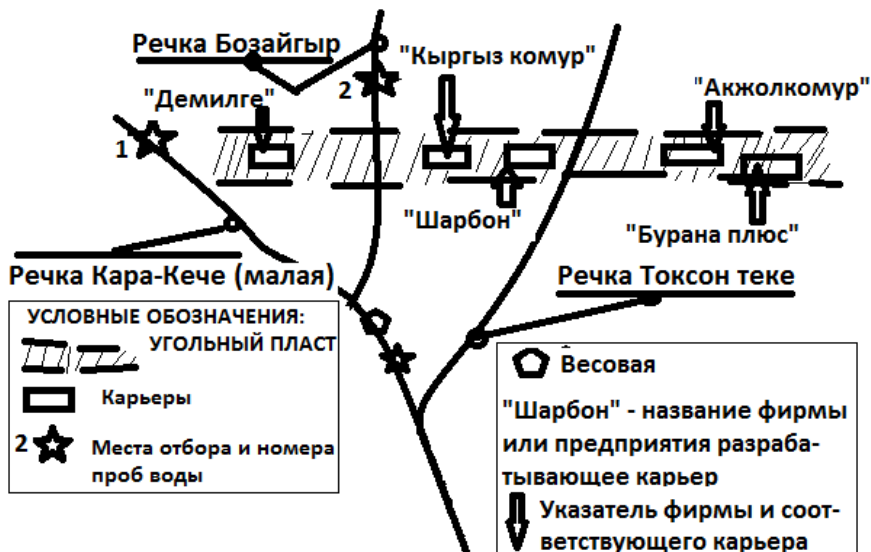 Речка Бозайгыр
"Кыргыз комур"
2
"Демилге"
"Акжолкомур"
1
"Шарбон"
"Бурана плюс"
Речка Кара-Кече (малая)
Речка Токсон теке
УСЛОВНЫЕ ОБОЗНАЧЕНИЯ:
УГОЛЬНЫЙ ПЛАСТ
Карьеры
2
Места отбора и номера
проб воды
Весовая
"Шарбон" - название фирмы
или предприятия разраба-
тывающее карьер
Указатель фирмы и соот-
ветствующего карьера